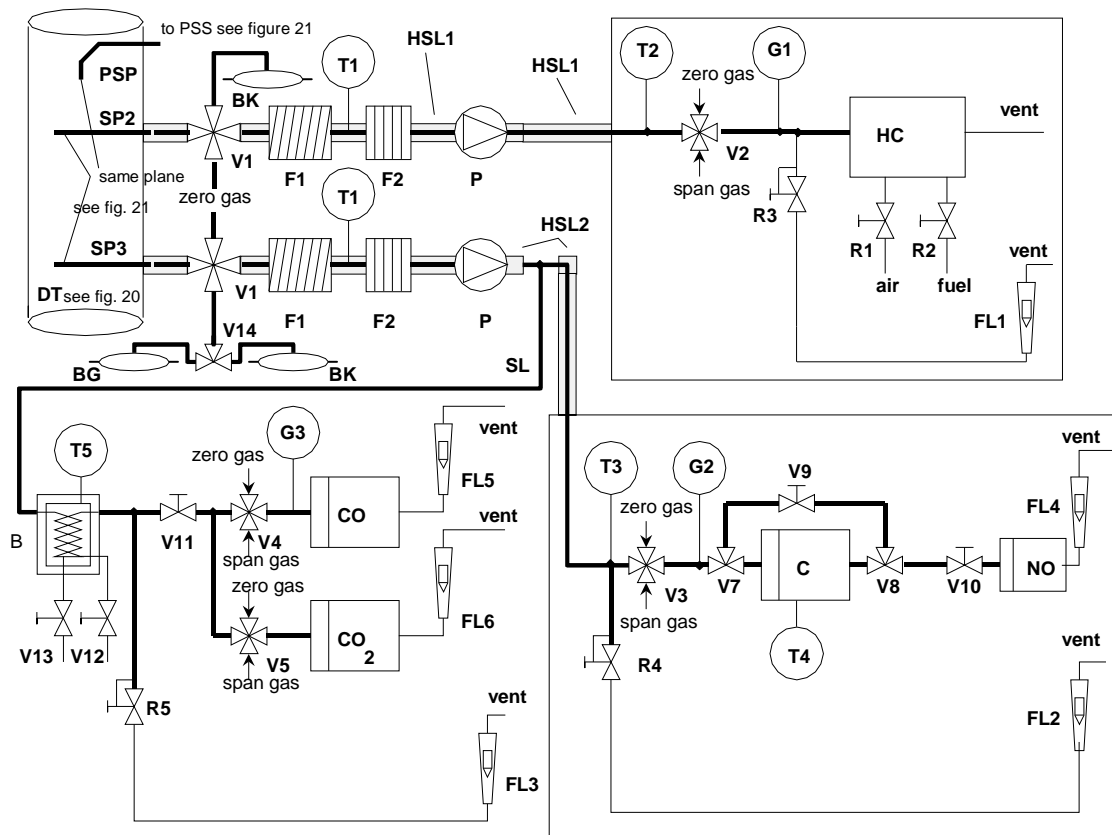 to PSS see figure 21
PSP
HSL1
HSL1
T1
T2
G1
zero gas
BK
SP2
vent
HC
V1
V2
same plane
zero gas
F1
F2
P
span gas
R3
see fig. 21
T1
HSL2
SP3
R1
R2
air
fuel
vent
DT see fig. 20
V1
F1
F2
P
FL1
V14
BG
BK
SL
vent
T5
G3
zero gas
FL5
vent
T3
G2
V9
FL4
zero gas
CO
B
V11
V4
span gas
vent
zero gas
C
NO
V7
V8
V10
V3
span gas
FL6
CO
2
V13
V12
V5
span gas
R4
T4
vent
R5
vent
FL2
FL3